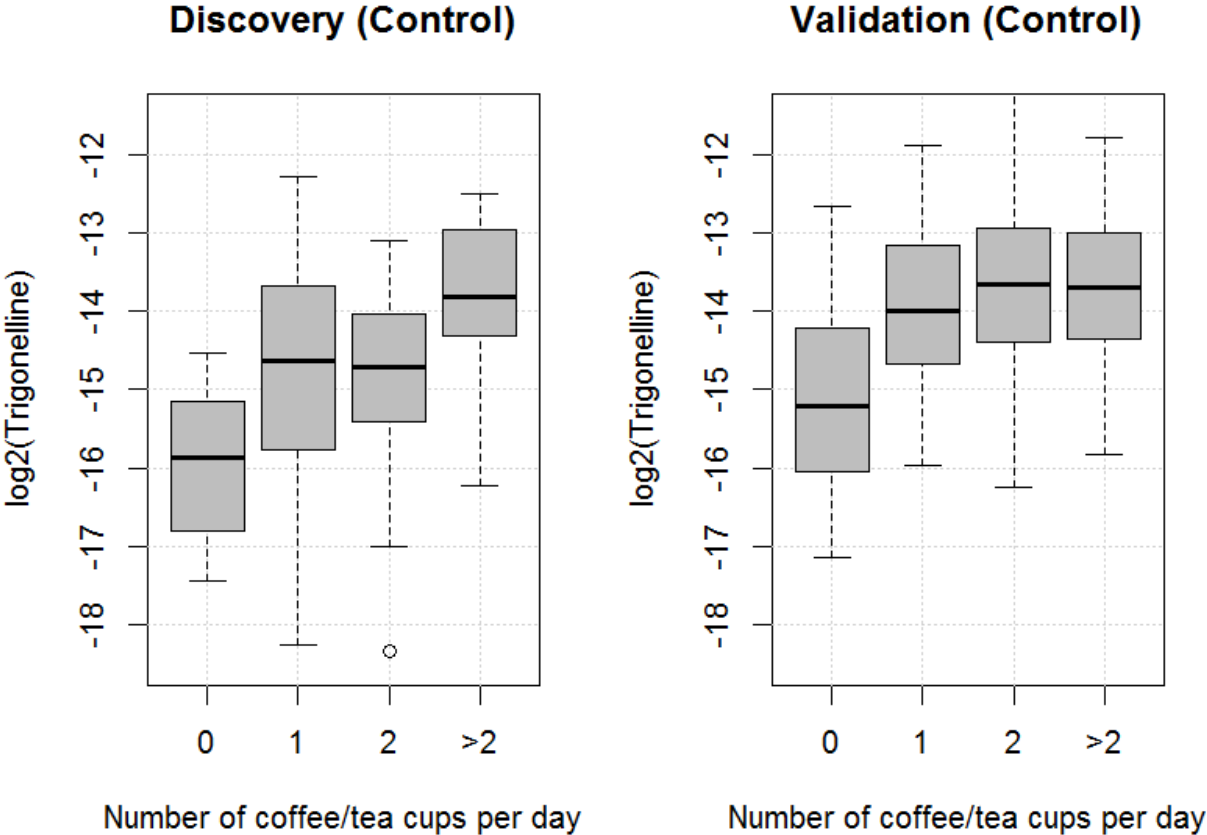 Discovery (Control)
log2(Trigonelline)
-12
-13
-14
-15
-16
-17
-18
0 1 2 >2
Number of coffee/tea cups per day
Validation (Control)
log2(Trigonelline)
-12
-13
-14
-15
-16
-17
-18
0 1 2 >2
Number of coffee/tea cups per day